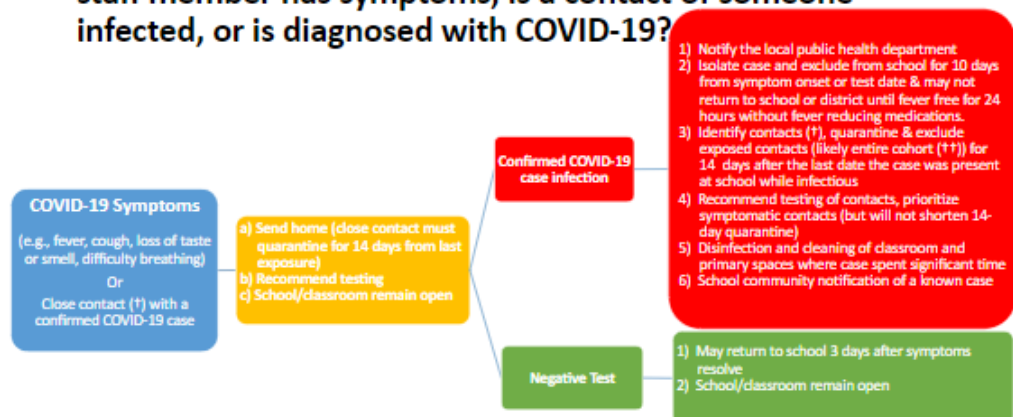 staff member has symptoms, is a contact of someone
infected, or is diagnosed with COVID-19?
COVID-19 Symptoms
(e.g., fever, cough, loss of taste
or smell, difficulty breathing)
Or
Close contact (†) with a
confirmed COVID-19 case
a) Send home (close contact must
quarantine for 14 days from last
exposure)
b) Recommend testing
c) School/classroom remain open
Confirmed COVID-19
case infection
1) Notify the local public health department
2) Isolate case and exclude from school for 10 days
from symptom onset or test date & may not
return to school or district until fever free for 24
hours without fever reducing medications.
3) Identify contacts (†), quarantine & exclude
exposed contacts (likely entire cohort (††)) for
14 days after the last date the case was present
at school while infectious
4) Recommend testing of contacts, prioritize
symptomatic contacts (but will not shorten 14-
day quarantine)
5) Disinfection and cleaning of classroom and
primary spaces where case spent significant time
6) School community notification of a known case
Negative Test
1) May return to school 3 days after symptoms
resolve
2) School/classroom remain open